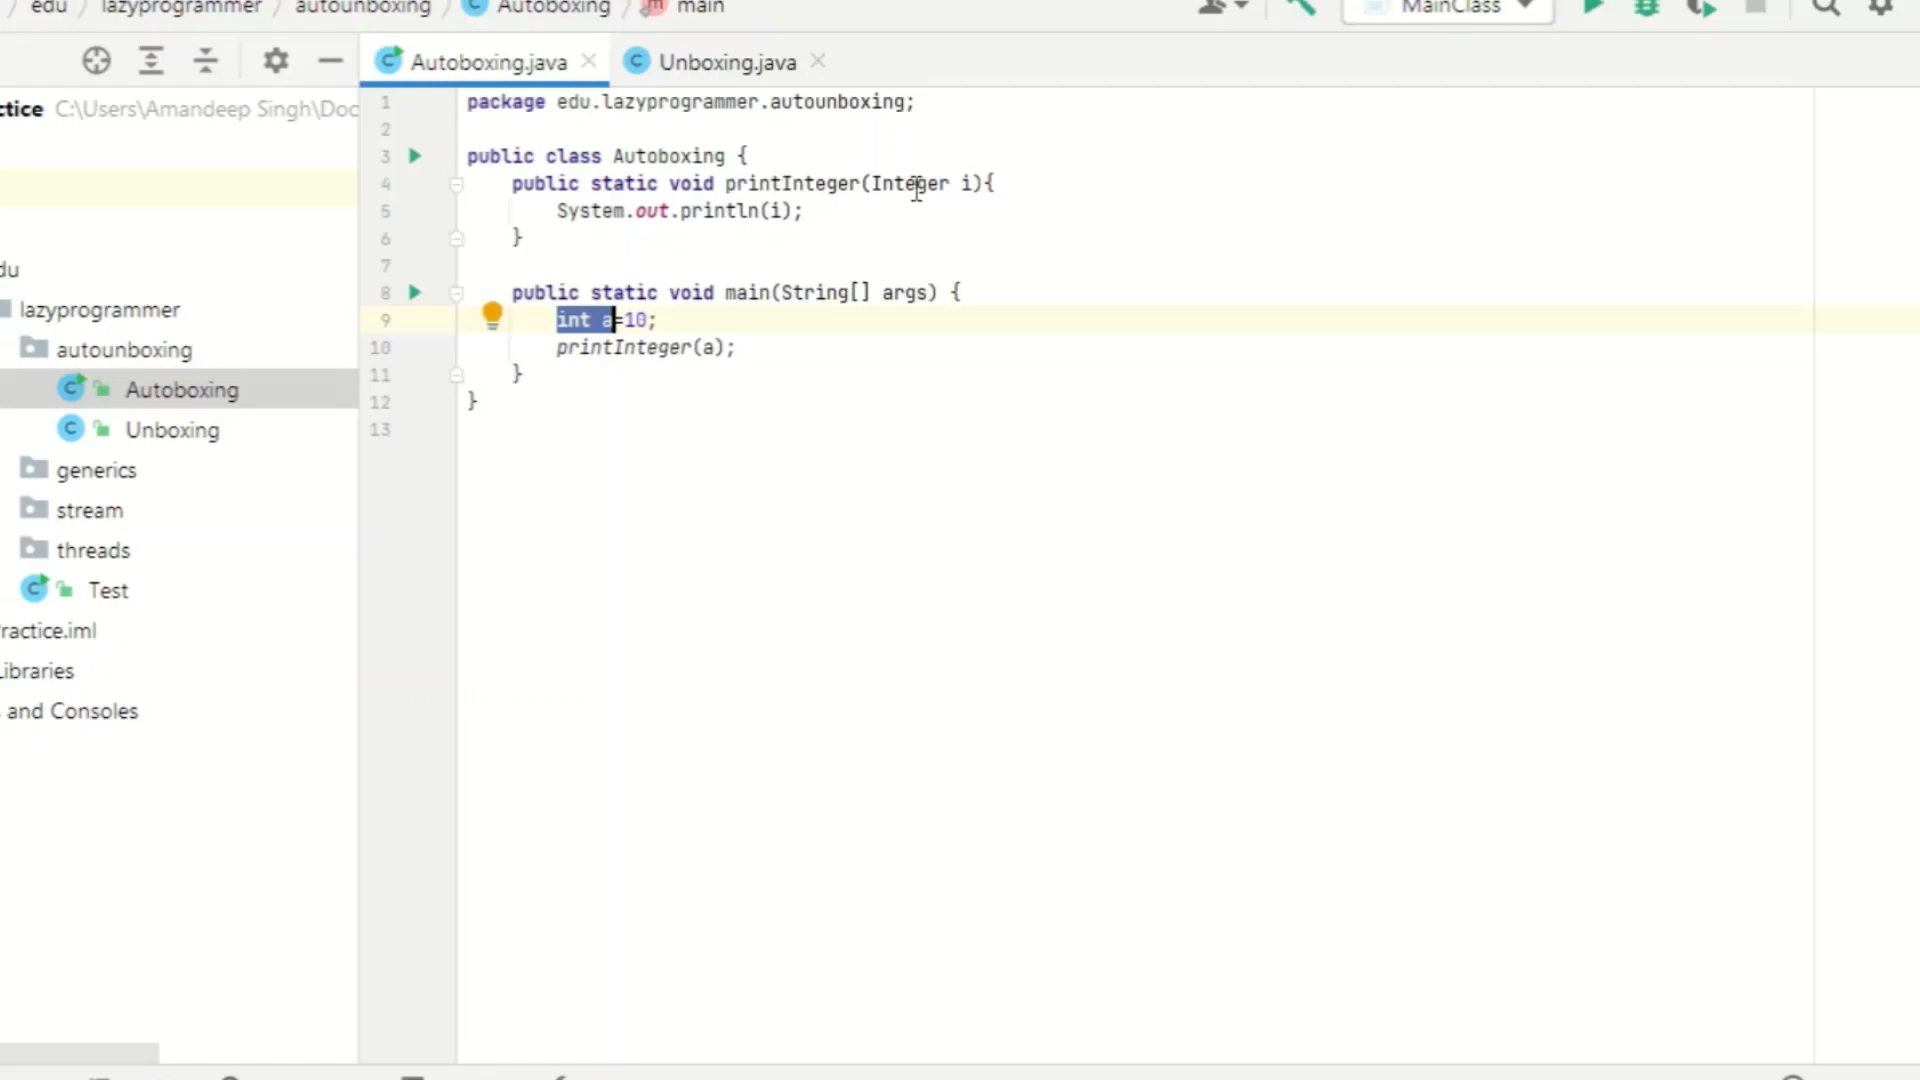 edu lazyprogrammer autounboxing Autoboxing main MainClass
Autoboxing.java Unboxing.java
ctice C:\Users\Amandeep Singh\Doc
du
lazyprogrammer
autounboxing
Autoboxing
Unboxing
generics
stream
threads
Test
ractice.iml
Libraries
and Consoles
1 package edu.lazyprogrammer.autounboxing;
2
3 public class Autoboxing {
4 public static void printInteger(Integer i){
5 System.out.println(i);
6 }
7
8 public static void main(String[] args) {
9 int a=10;
10 printInteger(a);
11 }
12 }
13